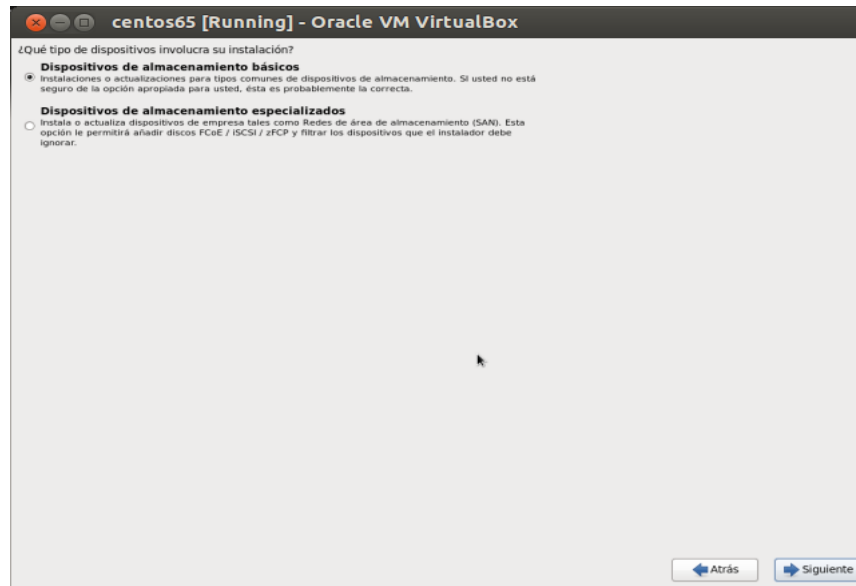 centos65 [Running] - Oracle VM VirtualBox
¿Qué tipo de dispositivos involucra su instalación?
Dispositivos de almacenamiento básicos
Instalaciones o actualizaciones para tipos comunes de dispositivos de almacenamiento. Si usted no está
seguro de la opción apropiada para usted, ésta es probablemente la correcta.
Dispositivos de almacenamiento especializados
Instala o actualiza dispositivos de empresa tales como Redes de área de almacenamiento (SAN). Esta
opción le permitirá añadir discos FCoE / iSCSI / zFCP y filtrar los dispositivos que el instalador debe
ignorar.
Atrás
Siguiente